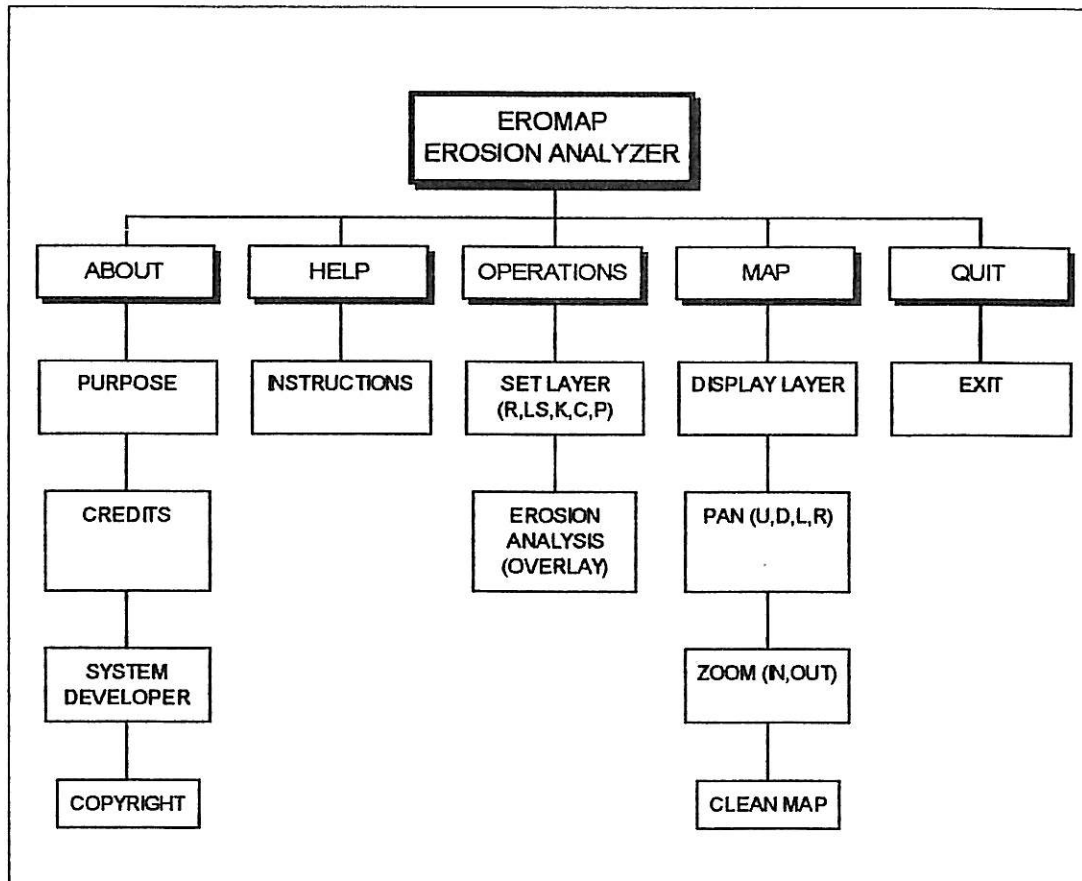 EROMAP
EROSION ANALYZER
ABOUT
HELP
OPERATIONS
MAP
QUIT
PURPOSE
INSTRUCTIONS
SET LAYER
(R,LS,K,C,P)
DISPLAY LAYER
EXIT
CREDITS
EROSION
ANALYSIS
(OVERLAY)
PAN (U,D,L,R)
SYSTEM
DEVELOPER
ZOOM (IN,OUT)
COPYRIGHT
CLEAN MAP